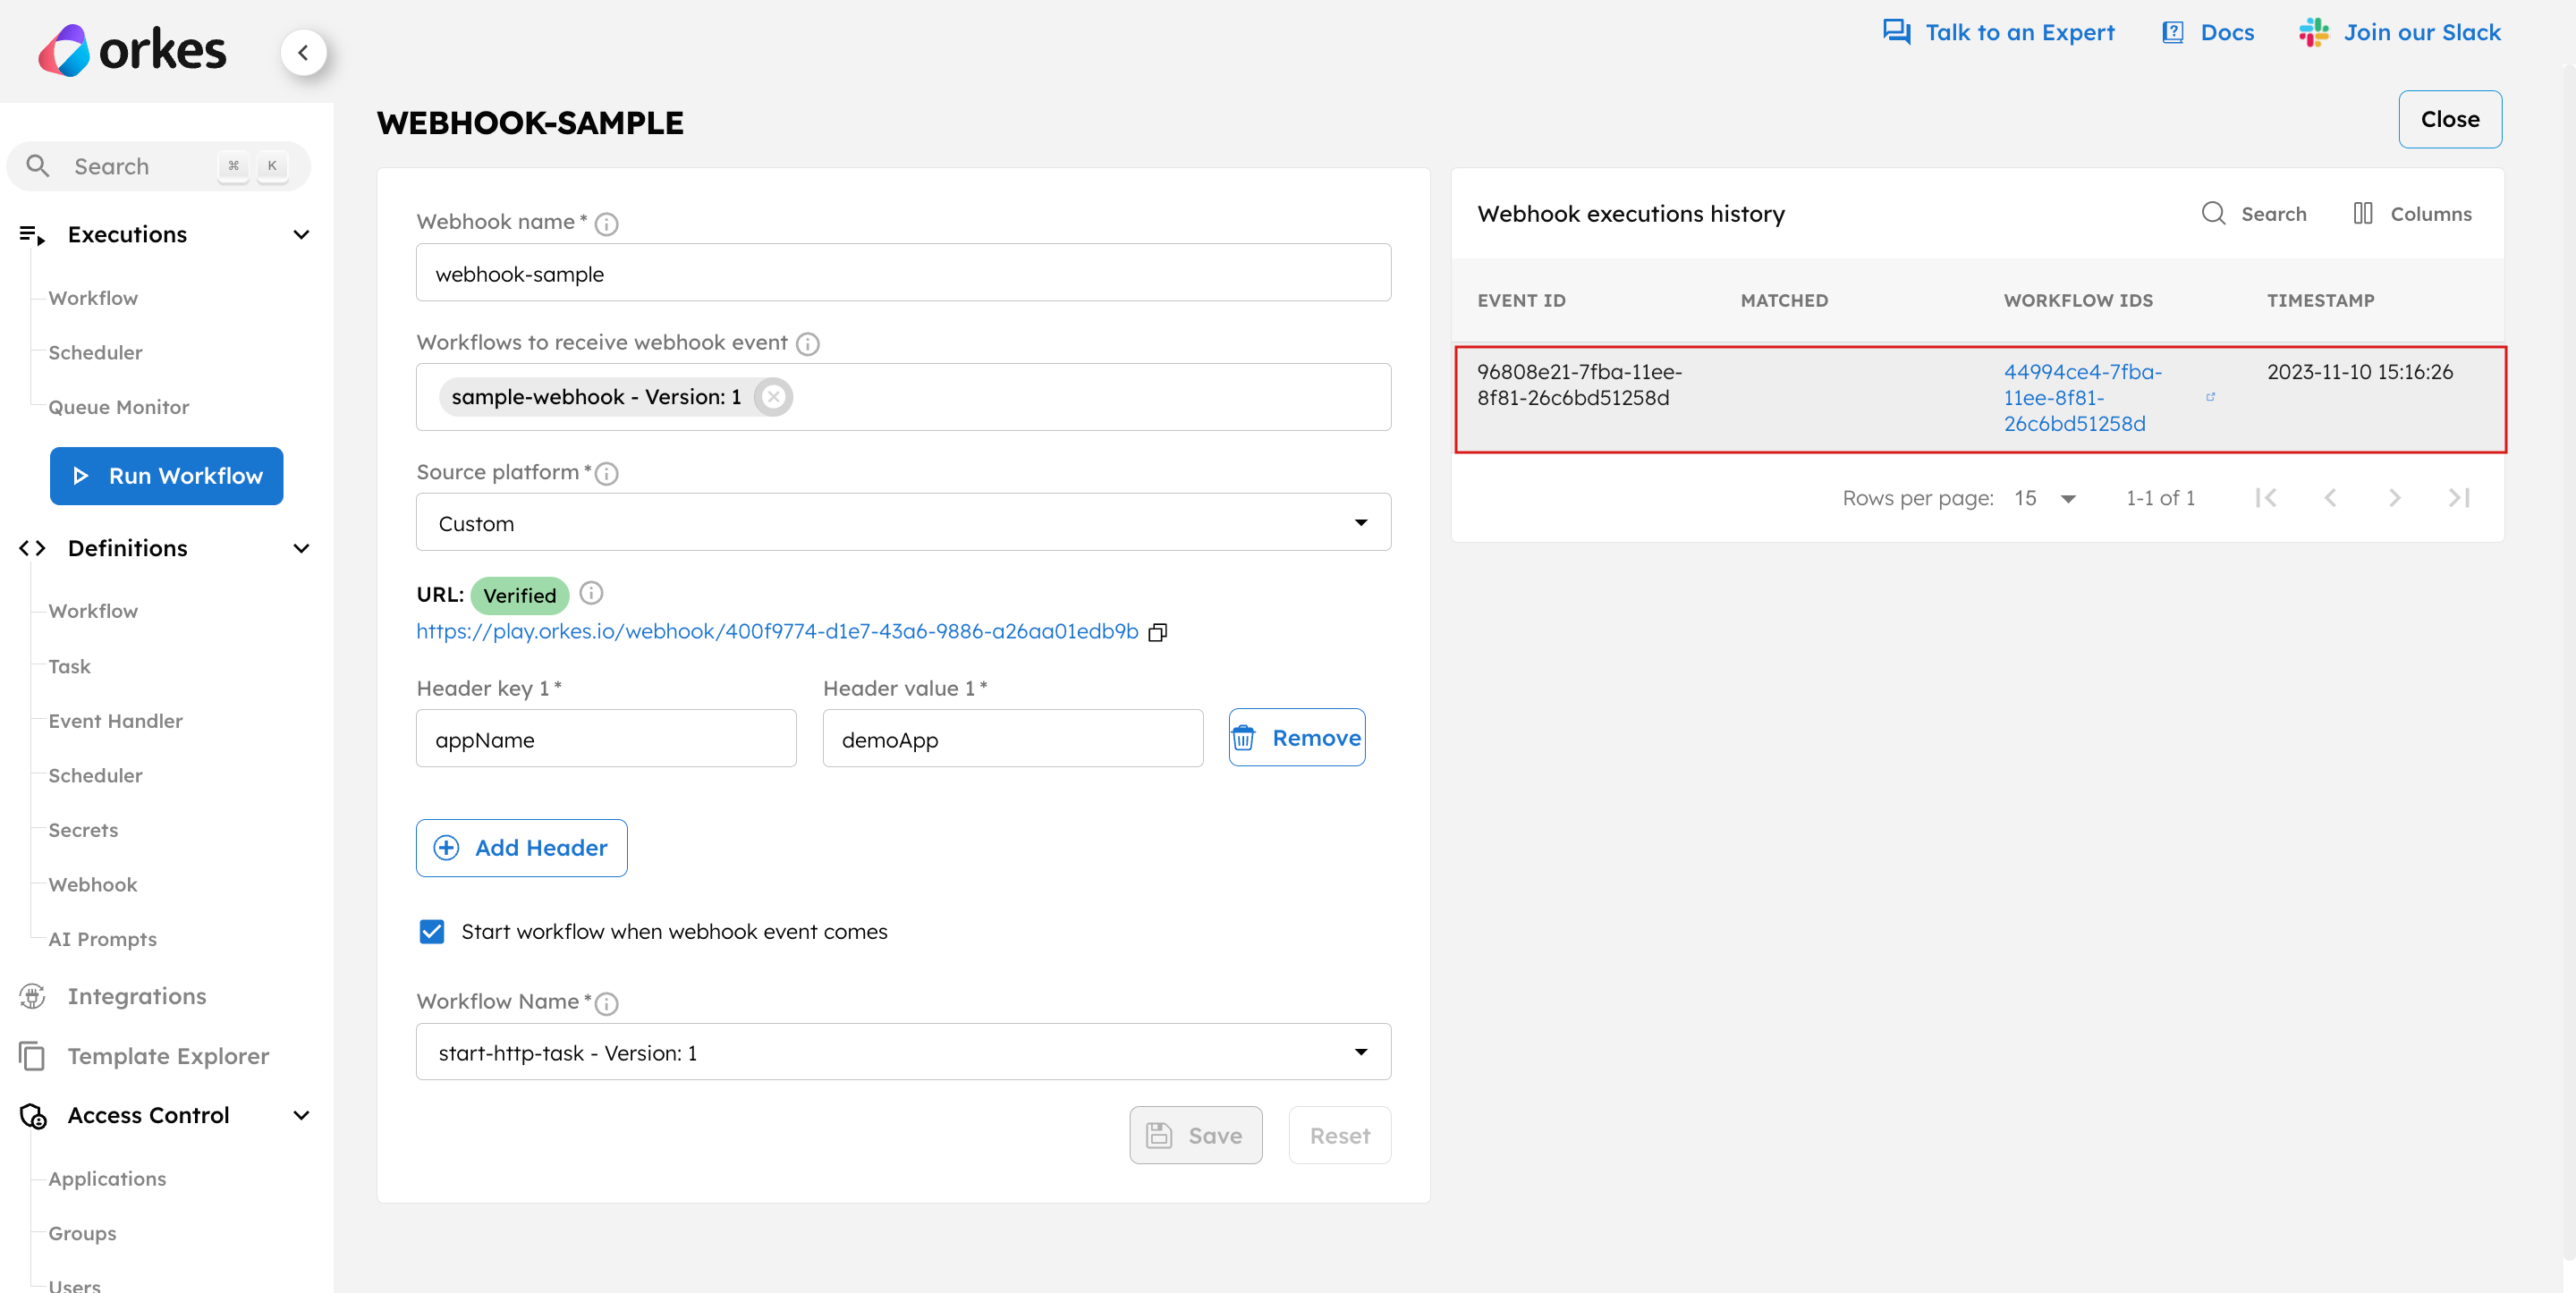 orkes
Talk to an Expert
Docs
Join our Slack
Search
⌘
K
Executions
Workflow
Scheduler
Queue Monitor
Run Workflow
Definitions
Workflow
Task
Event Handler
Scheduler
Secrets
Webhook
AI Prompts
Integrations
Template Explorer
Access Control
Applications
Groups
Users
WEBHOOK-SAMPLE
Close
Webhook name *
webhook-sample
Workflows to receive webhook event
sample-webhook - Version: 1
Source platform *
Custom
URL: Verified
https://play.orkes.io/webhook/400f9774-d1e7-43a6-9886-a26aa01edb9b
Header key 1 *
Header value 1 *
appName
demoApp
Remove
Add Header
Start workflow when webhook event comes
Workflow Name *
start-http-task - Version: 1
Save
Reset
Webhook executions history
Search
Columns
EVENT ID
MATCHED
WORKFLOW IDS
TIMESTAMP
96808e21-7fba-11ee-
8f81-26c6bd51258d
44994ce4-7fba-
11ee-8f81-
26c6bd51258d
2023-11-10 15:16:26
Rows per page: 15
1-1 of 1